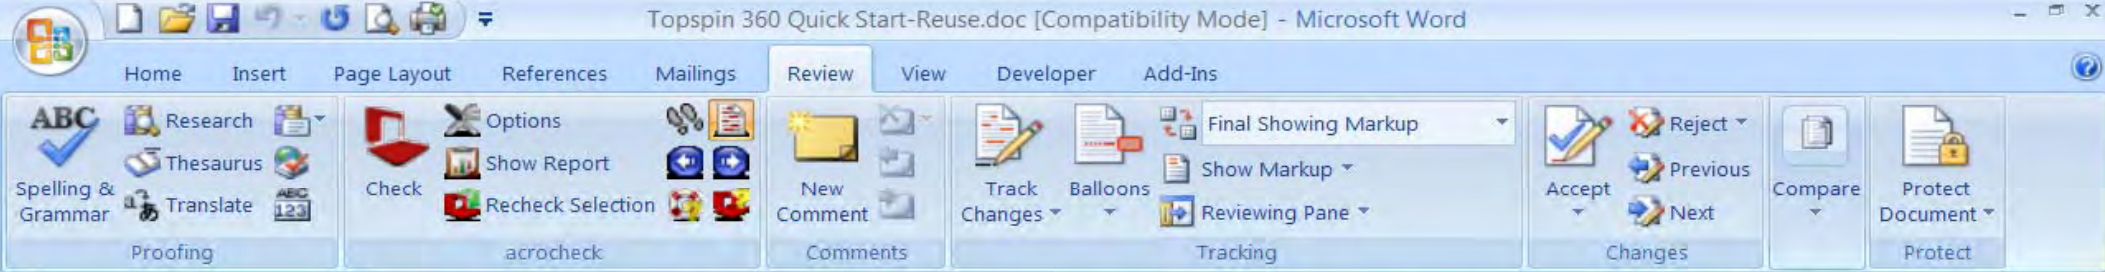 Topspin 360 Quick Start-Reuse.doc [Compatibility Mode] - Microsoft Word
Home Insert Page Layout References Mailings Review View Developer Add-Ins
ABC
Spelling &
Grammar
Research
Thesaurus
Translate
ABC
123
Proofing
Check
Options
Show Report
Recheck Selection
acrocheck
New
Comment
Comments
Track
Changes
Balloons
Final Showing Markup
Show Markup
Reviewing Pane
Tracking
Accept
Reject
Previous
Next
Changes
Compare
Protect
Document
Protect